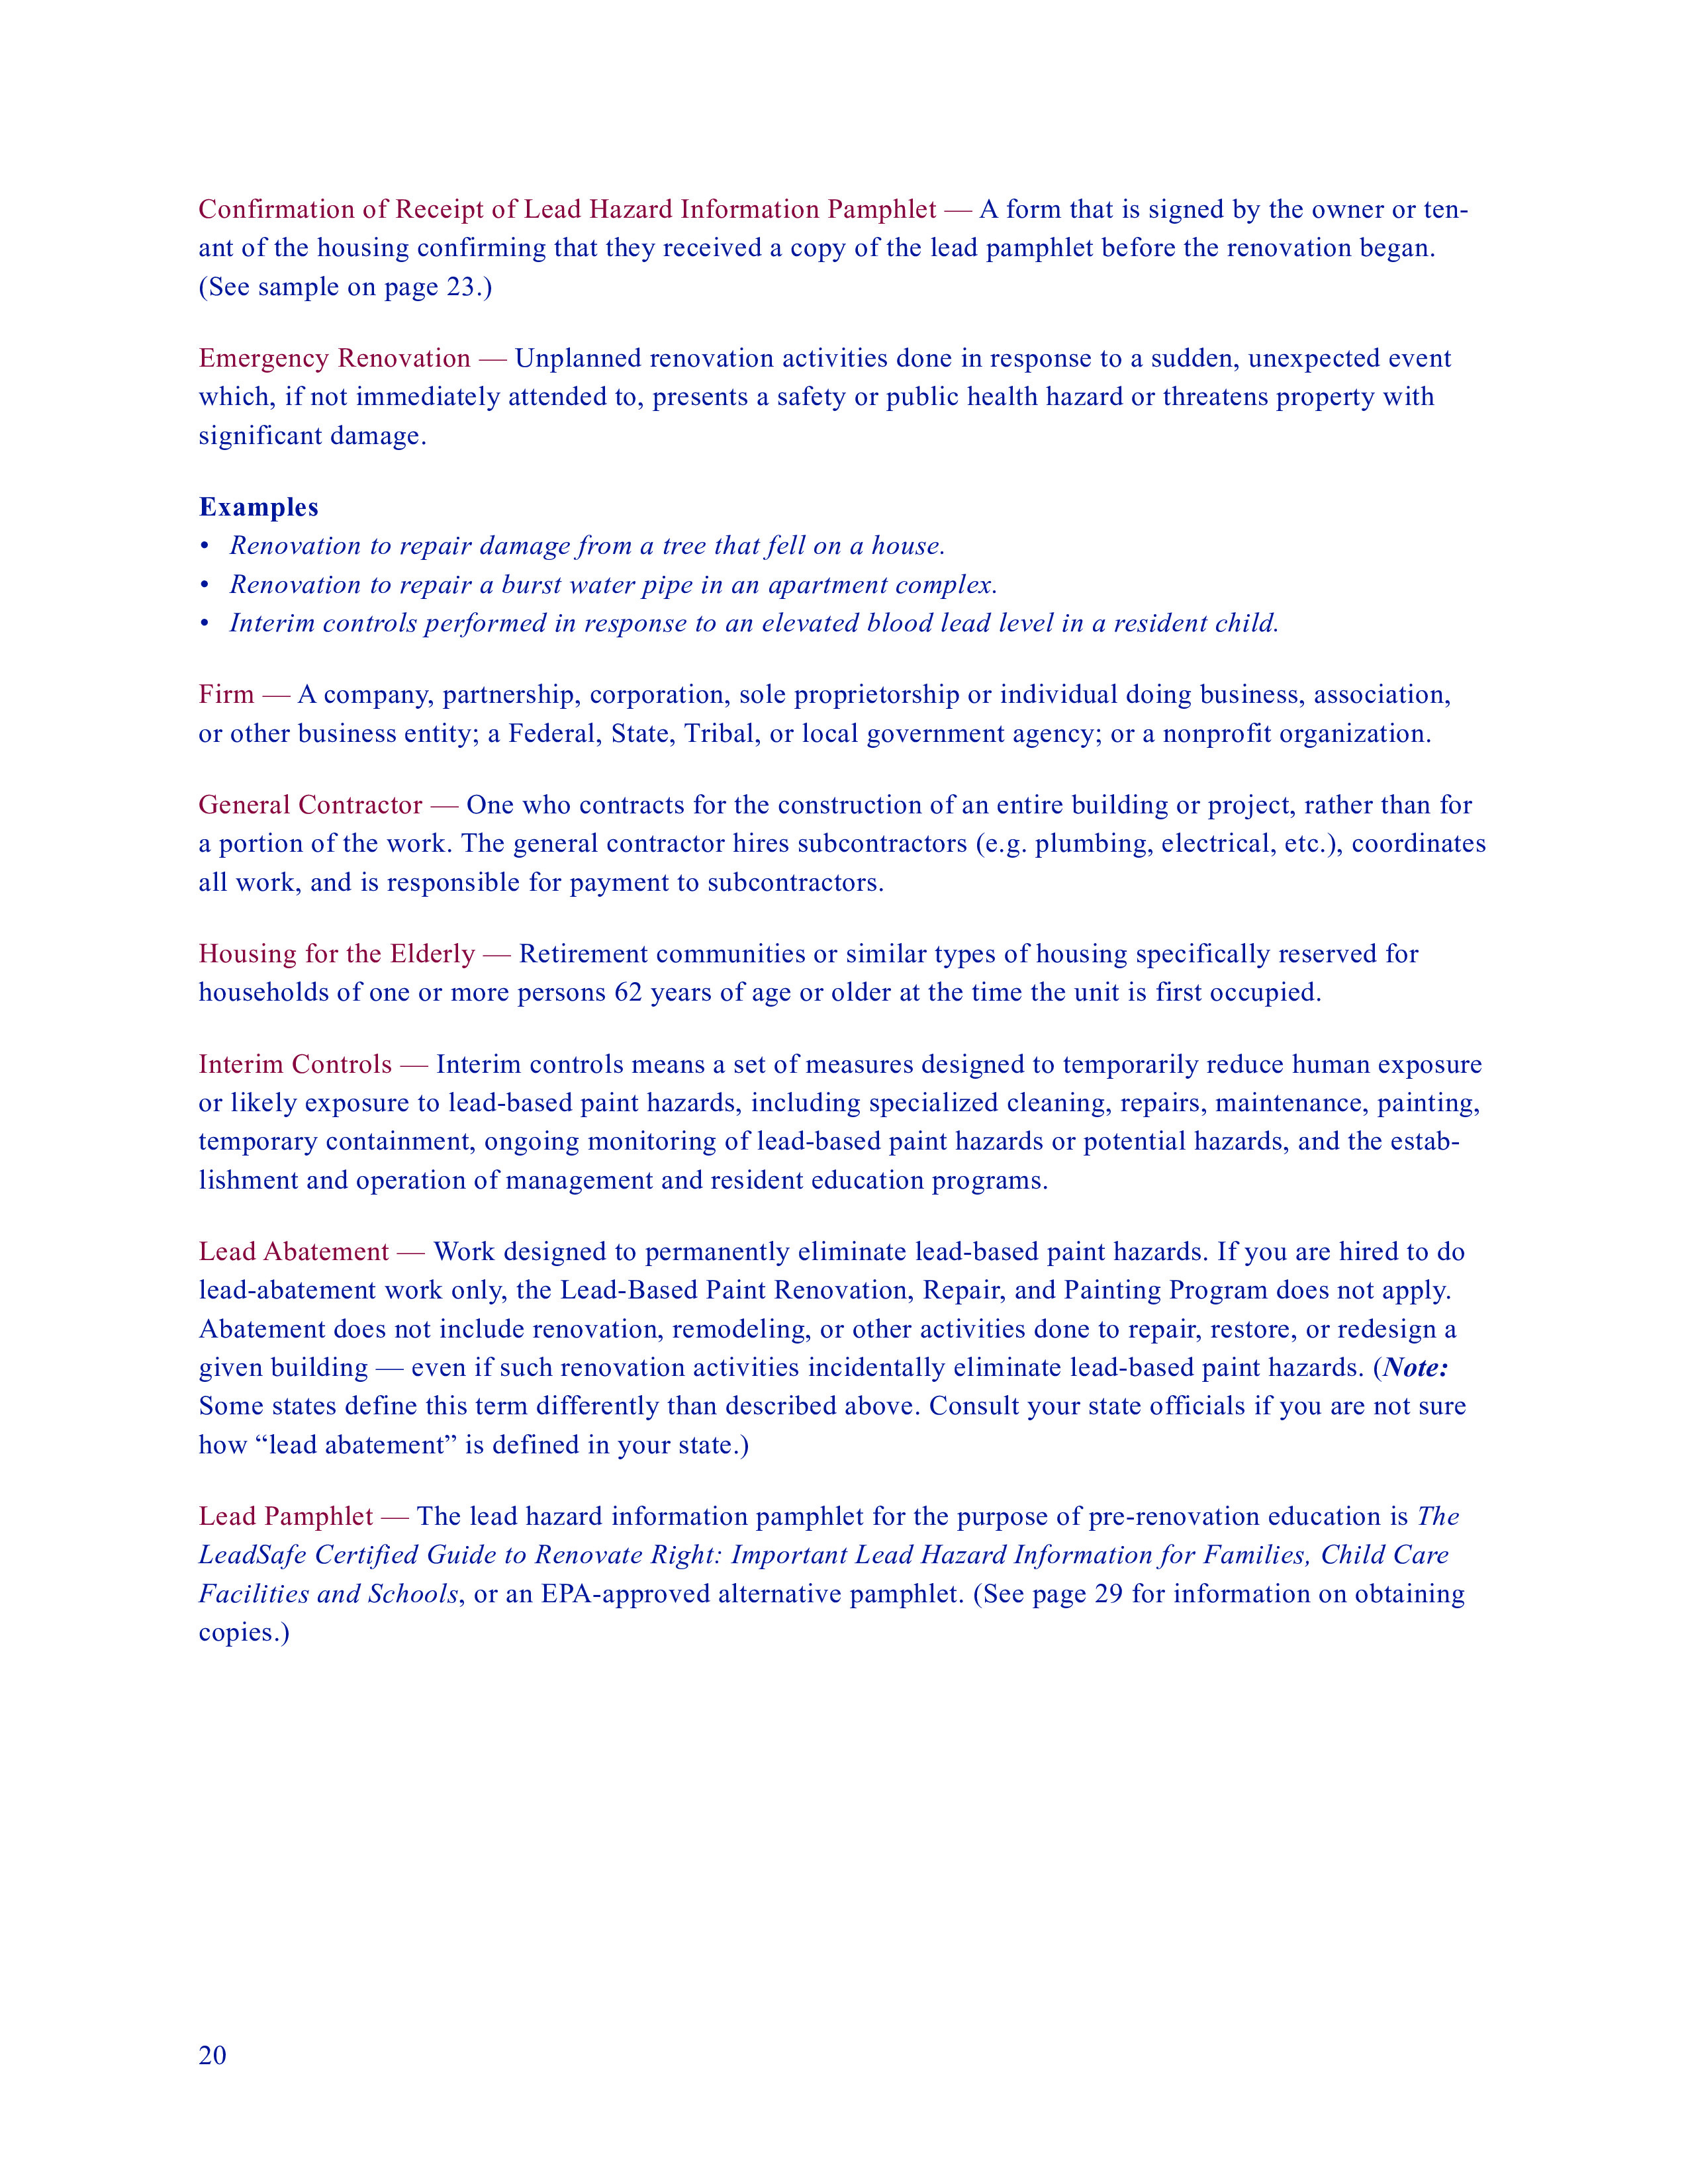 Confirmation of Receipt of Lead Hazard Information Pamphlet — A form that is signed by the owner or ten-
ant of the housing confirming that they received a copy of the lead pamphlet before the renovation began.
(See sample on page 23.)
Emergency Renovation — Unplanned renovation activities done in response to a sudden, unexpected event
which, if not immediately attended to, presents a safety or public health hazard or threatens property with
significant damage.
Examples
• Renovation to repair damage from a tree that fell on a house.
• Renovation to repair a burst water pipe in an apartment complex.
• Interim controls performed in response to an elevated blood lead level in a resident child.
Firm — A company, partnership, corporation, sole proprietorship or individual doing business, association,
or other business entity; a Federal, State, Tribal, or local government agency; or a nonprofit organization.
General Contractor — One who contracts for the construction of an entire building or project, rather than for
a portion of the work. The general contractor hires subcontractors (e.g. plumbing, electrical, etc.), coordinates
all work, and is responsible for payment to subcontractors.
Housing for the Elderly — Retirement communities or similar types of housing specifically reserved for
households of one or more persons 62 years of age or older at the time the unit is first occupied.
Interim Controls — Interim controls means a set of measures designed to temporarily reduce human exposure
or likely exposure to lead-based paint hazards, including specialized cleaning, repairs, maintenance, painting,
temporary containment, ongoing monitoring of lead-based paint hazards or potential hazards, and the estab-
lishment and operation of management and resident education programs.
Lead Abatement — Work designed to permanently eliminate lead-based paint hazards. If you are hired to do
lead-abatement work only, the Lead-Based Paint Renovation, Repair, and Painting Program does not apply.
Abatement does not include renovation, remodeling, or other activities done to repair, restore, or redesign a
given building — even if such renovation activities incidentally eliminate lead-based paint hazards. (Note:
Some states define this term differently than described above. Consult your state officials if you are not sure
how “lead abatement” is defined in your state.)
Lead Pamphlet — The lead hazard information pamphlet for the purpose of pre-renovation education is The
LeadSafe Certified Guide to Renovate Right: Important Lead Hazard Information for Families, Child Care
Facilities and Schools, or an EPA-approved alternative pamphlet. (See page 29 for information on obtaining
copies.)
20